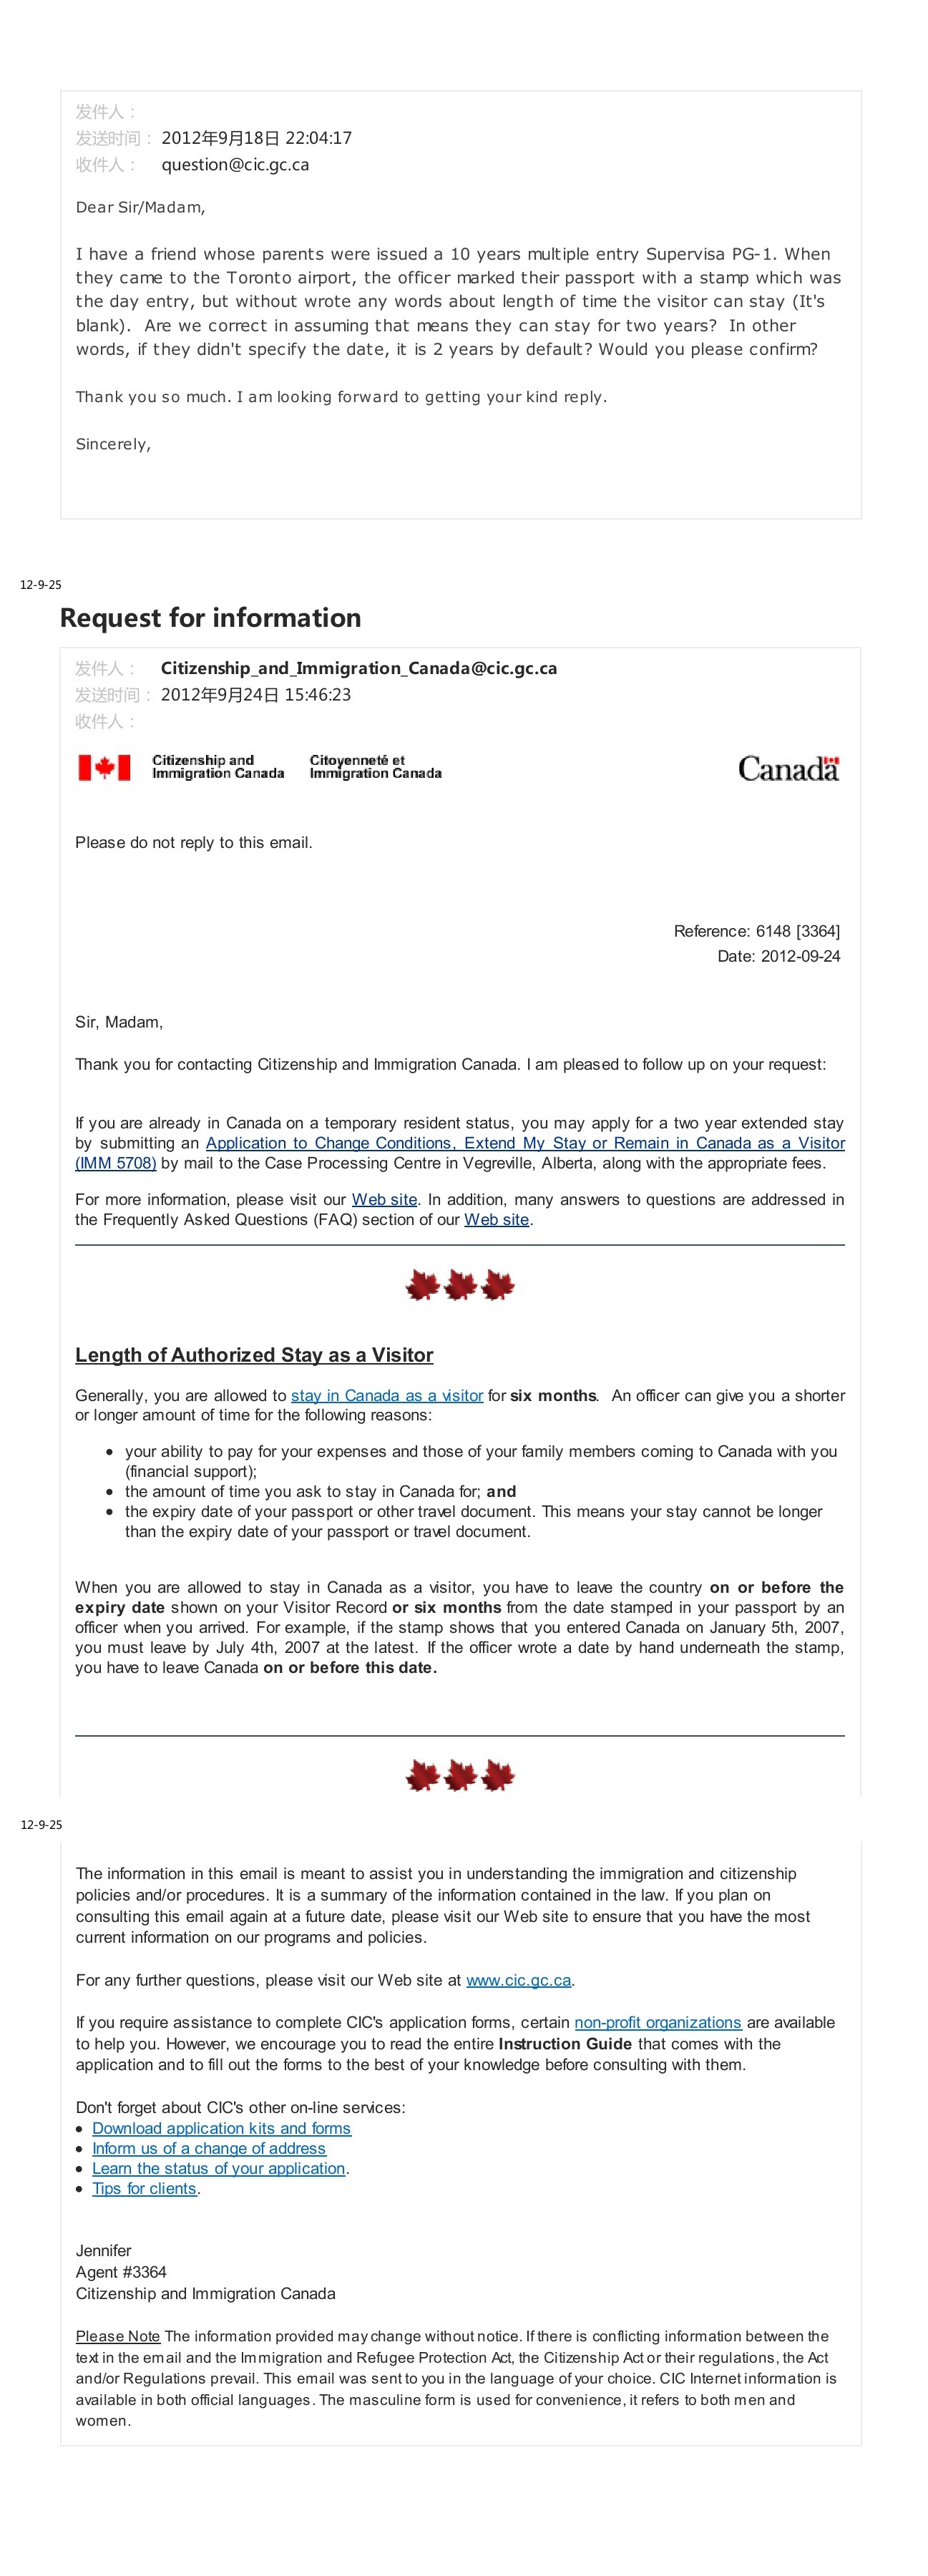 发件人：
发送时间： 2012年9月18日 22:04:17
收件人： question@cic.gc.ca
Dear Sir/Madam,
I have a friend whose parents were issued a 10 years multiple entry Supervisa PG-1. When
they came to the Toronto airport, the officer marked their passport with a stamp which was
the day entry, but without wrote any words about length of time the visitor can stay (It's
blank). Are we correct in assuming that means they can stay for two years? In other
words, if they didn't specify the date, it is 2 years by default? Would you please confirm?
Thank you so much. I am looking forward to getting your kind reply.
Sincerely,
12-9-25
Request for information
发件人： Citizenship_and_Immigration_Canada@cic.gc.ca
发送时间： 2012年9月24日 15:46:23
收件人：
Citizenship and Citoyenneté et
Immigration Canada Immigration Canada
Canada
Please do not reply to this email.
Reference: 6148 [3364]
Date: 2012-09-24
Sir, Madam,
Thank you for contacting Citizenship and Immigration Canada. I am pleased to follow up on your request:
If you are already in Canada on a temporary resident status, you may apply for a two year extended stay
by submitting an Application to Change Conditions, Extend My Stay or Remain in Canada as a Visitor
(IMM 5708) by mail to the Case Processing Centre in Vegreville, Alberta, along with the appropriate fees.
For more information, please visit our Web site. In addition, many answers to questions are addressed in
the Frequently Asked Questions (FAQ) section of our Web site.
Length of Authorized Stay as a Visitor
Generally, you are allowed to stay in Canada as a visitor for six months. An officer can give you a shorter
or longer amount of time for the following reasons:
• your ability to pay for your expenses and those of your family members coming to Canada with you
(financial support);
• the amount of time you ask to stay in Canada for; and
• the expiry date of your passport or other travel document. This means your stay cannot be longer
than the expiry date of your passport or travel document.
When you are allowed to stay in Canada as a visitor, you have to leave the country on or before the
expiry date shown on your Visitor Record or six months from the date stamped in your passport by an
officer when you arrived. For example, if the stamp shows that you entered Canada on January 5th, 2007,
you must leave by July 4th, 2007 at the latest. If the officer wrote a date by hand underneath the stamp,
you have to leave Canada on or before this date.
12-9-25
The information in this email is meant to assist you in understanding the immigration and citizenship
policies and/or procedures. It is a summary of the information contained in the law. If you plan on
consulting this email again at a future date, please visit our Web site to ensure that you have the most
current information on our programs and policies.
For any further questions, please visit our Web site at www.cic.gc.ca.
If you require assistance to complete CIC's application forms, certain non-profit organizations are available
to help you. However, we encourage you to read the entire Instruction Guide that comes with the
application and to fill out the forms to the best of your knowledge before consulting with them.
Don't forget about CIC's other on-line services:
• Download application kits and forms
• Inform us of a change of address
• Learn the status of your application.
• Tips for clients.
Jennifer
Agent #3364
Citizenship and Immigration Canada
Please Note The information provided may change without notice. If there is conflicting information between the
text in the email and the Immigration and Refugee Protection Act, the Citizenship Act or their regulations, the Act
and/or Regulations prevail. This email was sent to you in the language of your choice. CIC Internet information is
available in both official languages. The masculine form is used for convenience, it refers to both men and
women.